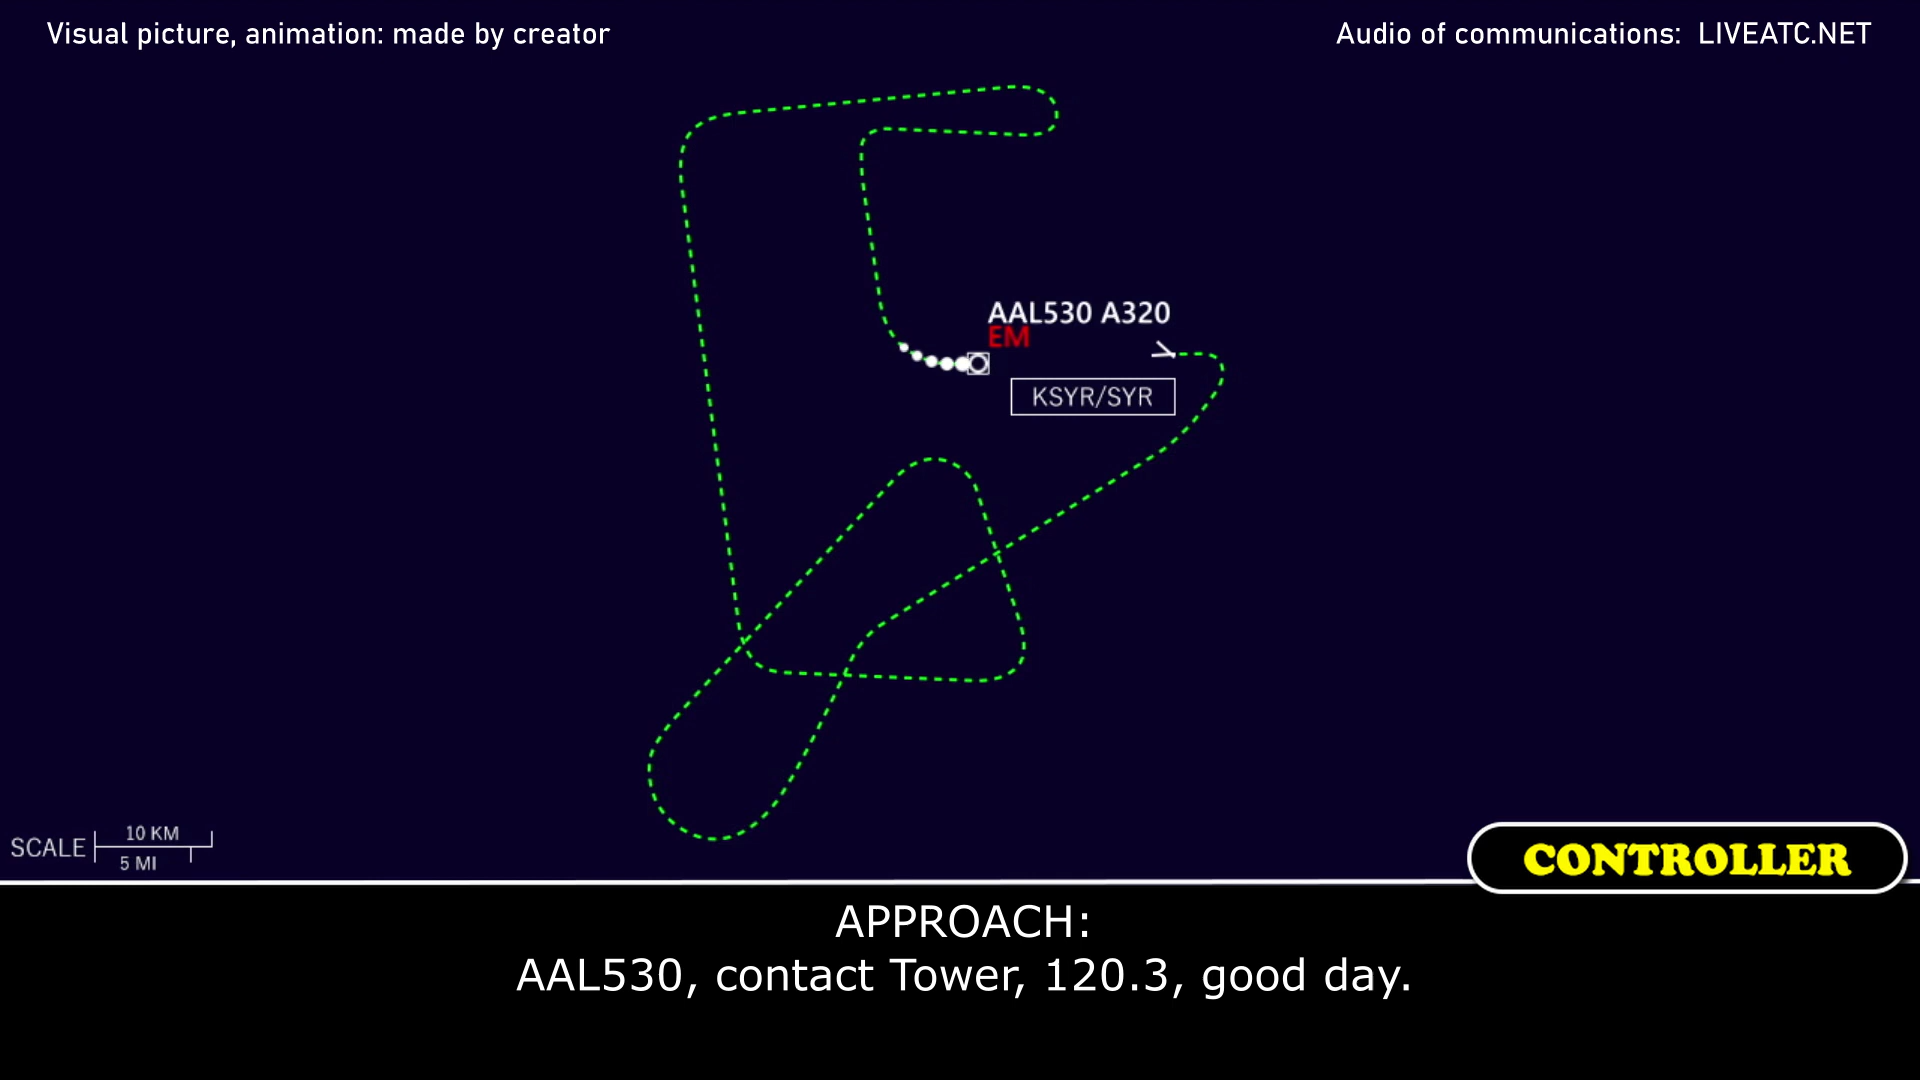 Visual picture, animation: made by creator
Audio of communications: LIVEATC.NET
AAL530 A320
EM
KSYR/SYR
SCALE
10 KM
5 MI
CONTROLLER
APPROACH:
AAL530, contact Tower, 120.3, good day.